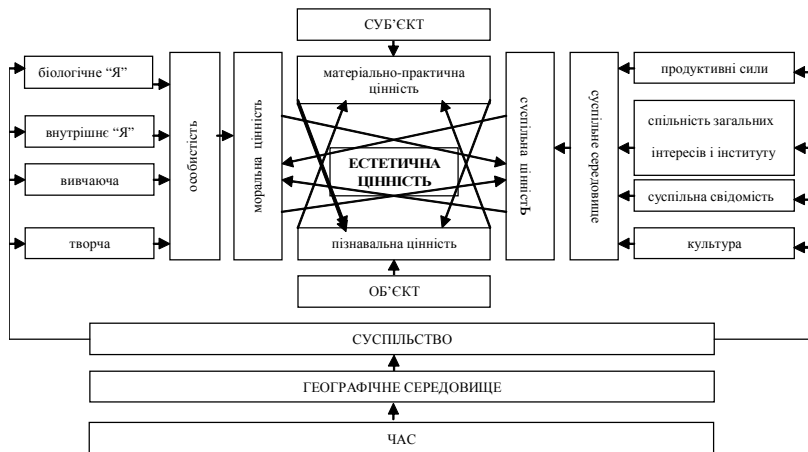 СУБ’ЄКТ
біологічне “Я”
внутрішнє “Я”
вивчаюча
творча
особистість
моральна цінність
матеріально-практична
цінність
ЕСТЕТИЧНА
ЦІННІСТЬ
пізнавальна цінність
ОБ’ЄКТ
суспільна цінністЬ
суспільне середовище
продуктивні сили
спільність загальних
інтересів і інституту
суспільна свідомість
культура
СУСПІЛЬСТВО
ГЕОГРАФІЧНЕ СЕРЕДОВИЩЕ
ЧАС